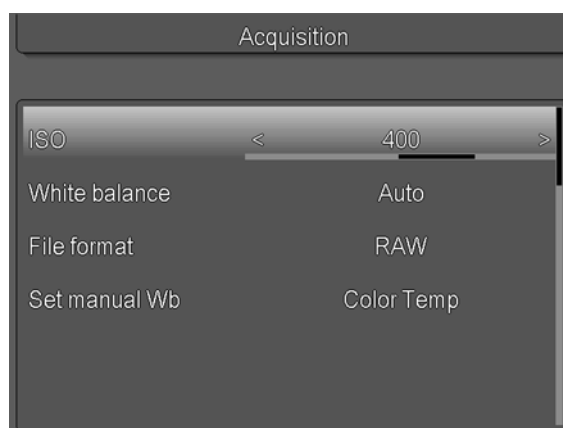 Acquisition
ISO < 400 >
White balance Auto
File format RAW
Set manual Wb Color Temp